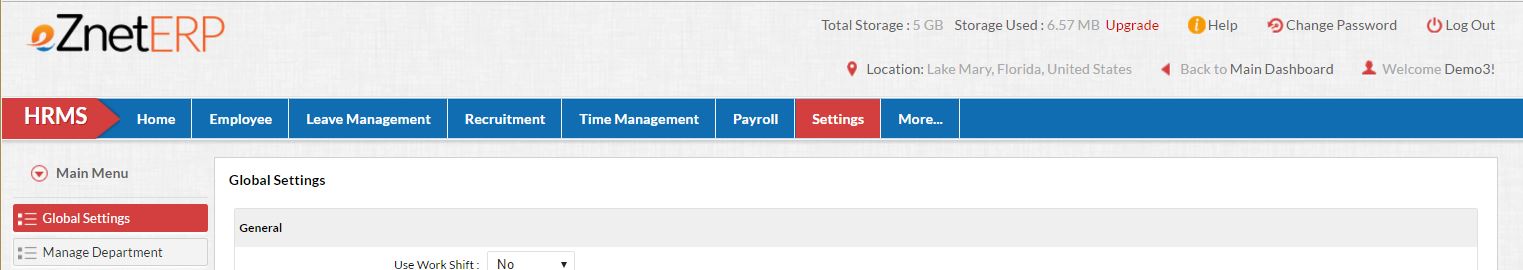 eZnetERP
Total Storage : 5 GB Storage Used : 6.57 MB Upgrade Help Change Password Log Out
Location: Lake Mary, Florida, United States Back to Main Dashboard Welcome Demo3!
HRMS Home Employee Leave Management Recruitment Time Management Payroll Settings More...
Main Menu
Global Settings
Global Settings
General
Manage Department
Use Work Shift : No